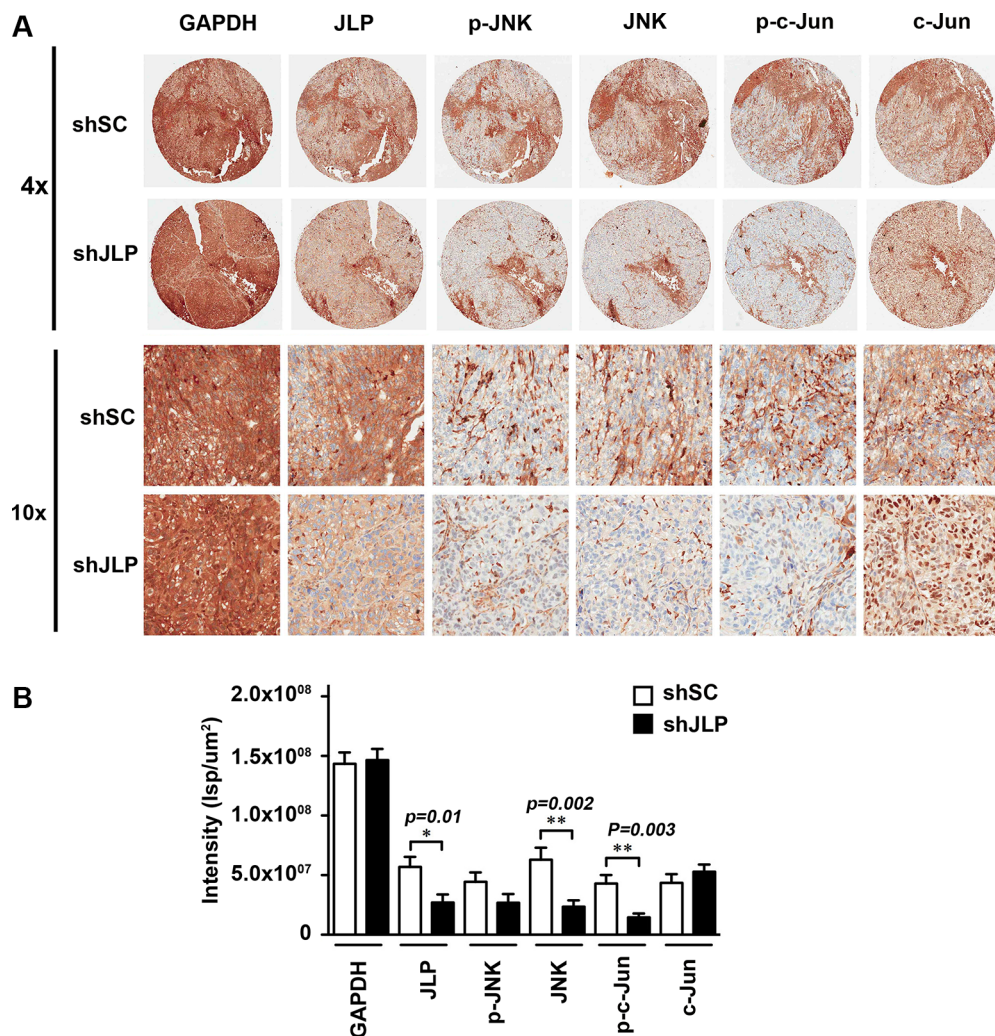 A
GAPDH JLP p-JNK JNK p-c-Jun c-Jun
shSC
4x
shJLP
shSC
10x
shJLP
B
2.0x10⁰⁸
1.5x10⁰⁸
1.0x10⁰⁸
5.0x10⁰⁷
0
Intensity (Isp/um²)
shSC
shJLP
p=0.01
*
p=0.002
**
P=0.003
**
GAPDH
JLP
p-JNK
JNK
p-c-Jun
c-Jun